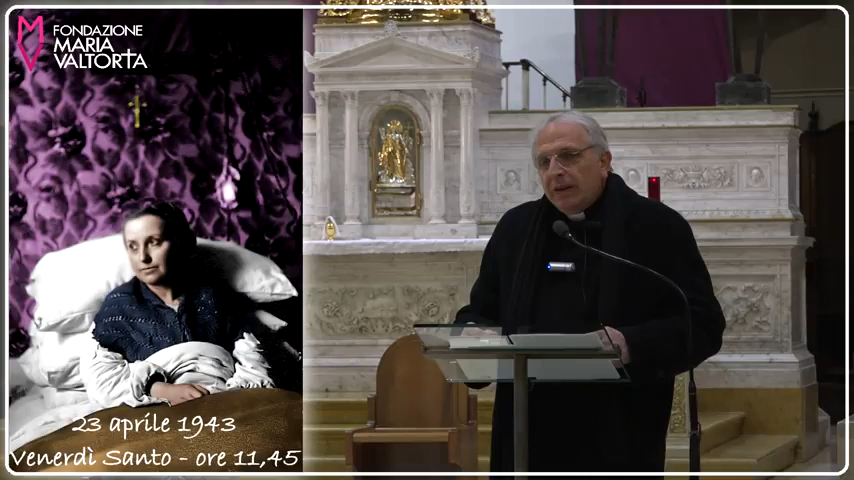 FONDAZIONE
MARIA
VALTORTA
23 aprile 1943
Venerdì Santo - ore 11,45